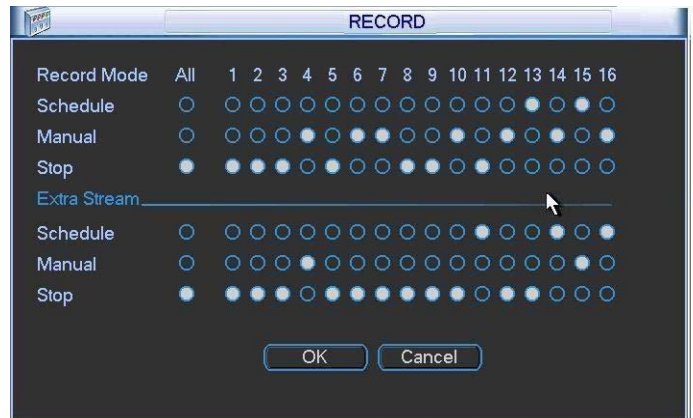 RECORD
Record Mode All 1 2 3 4 5 6 7 8 9 10 11 12 13 14 15 16
Schedule
Manual
Stop
Extra Stream
Schedule
Manual
Stop
OK Cancel